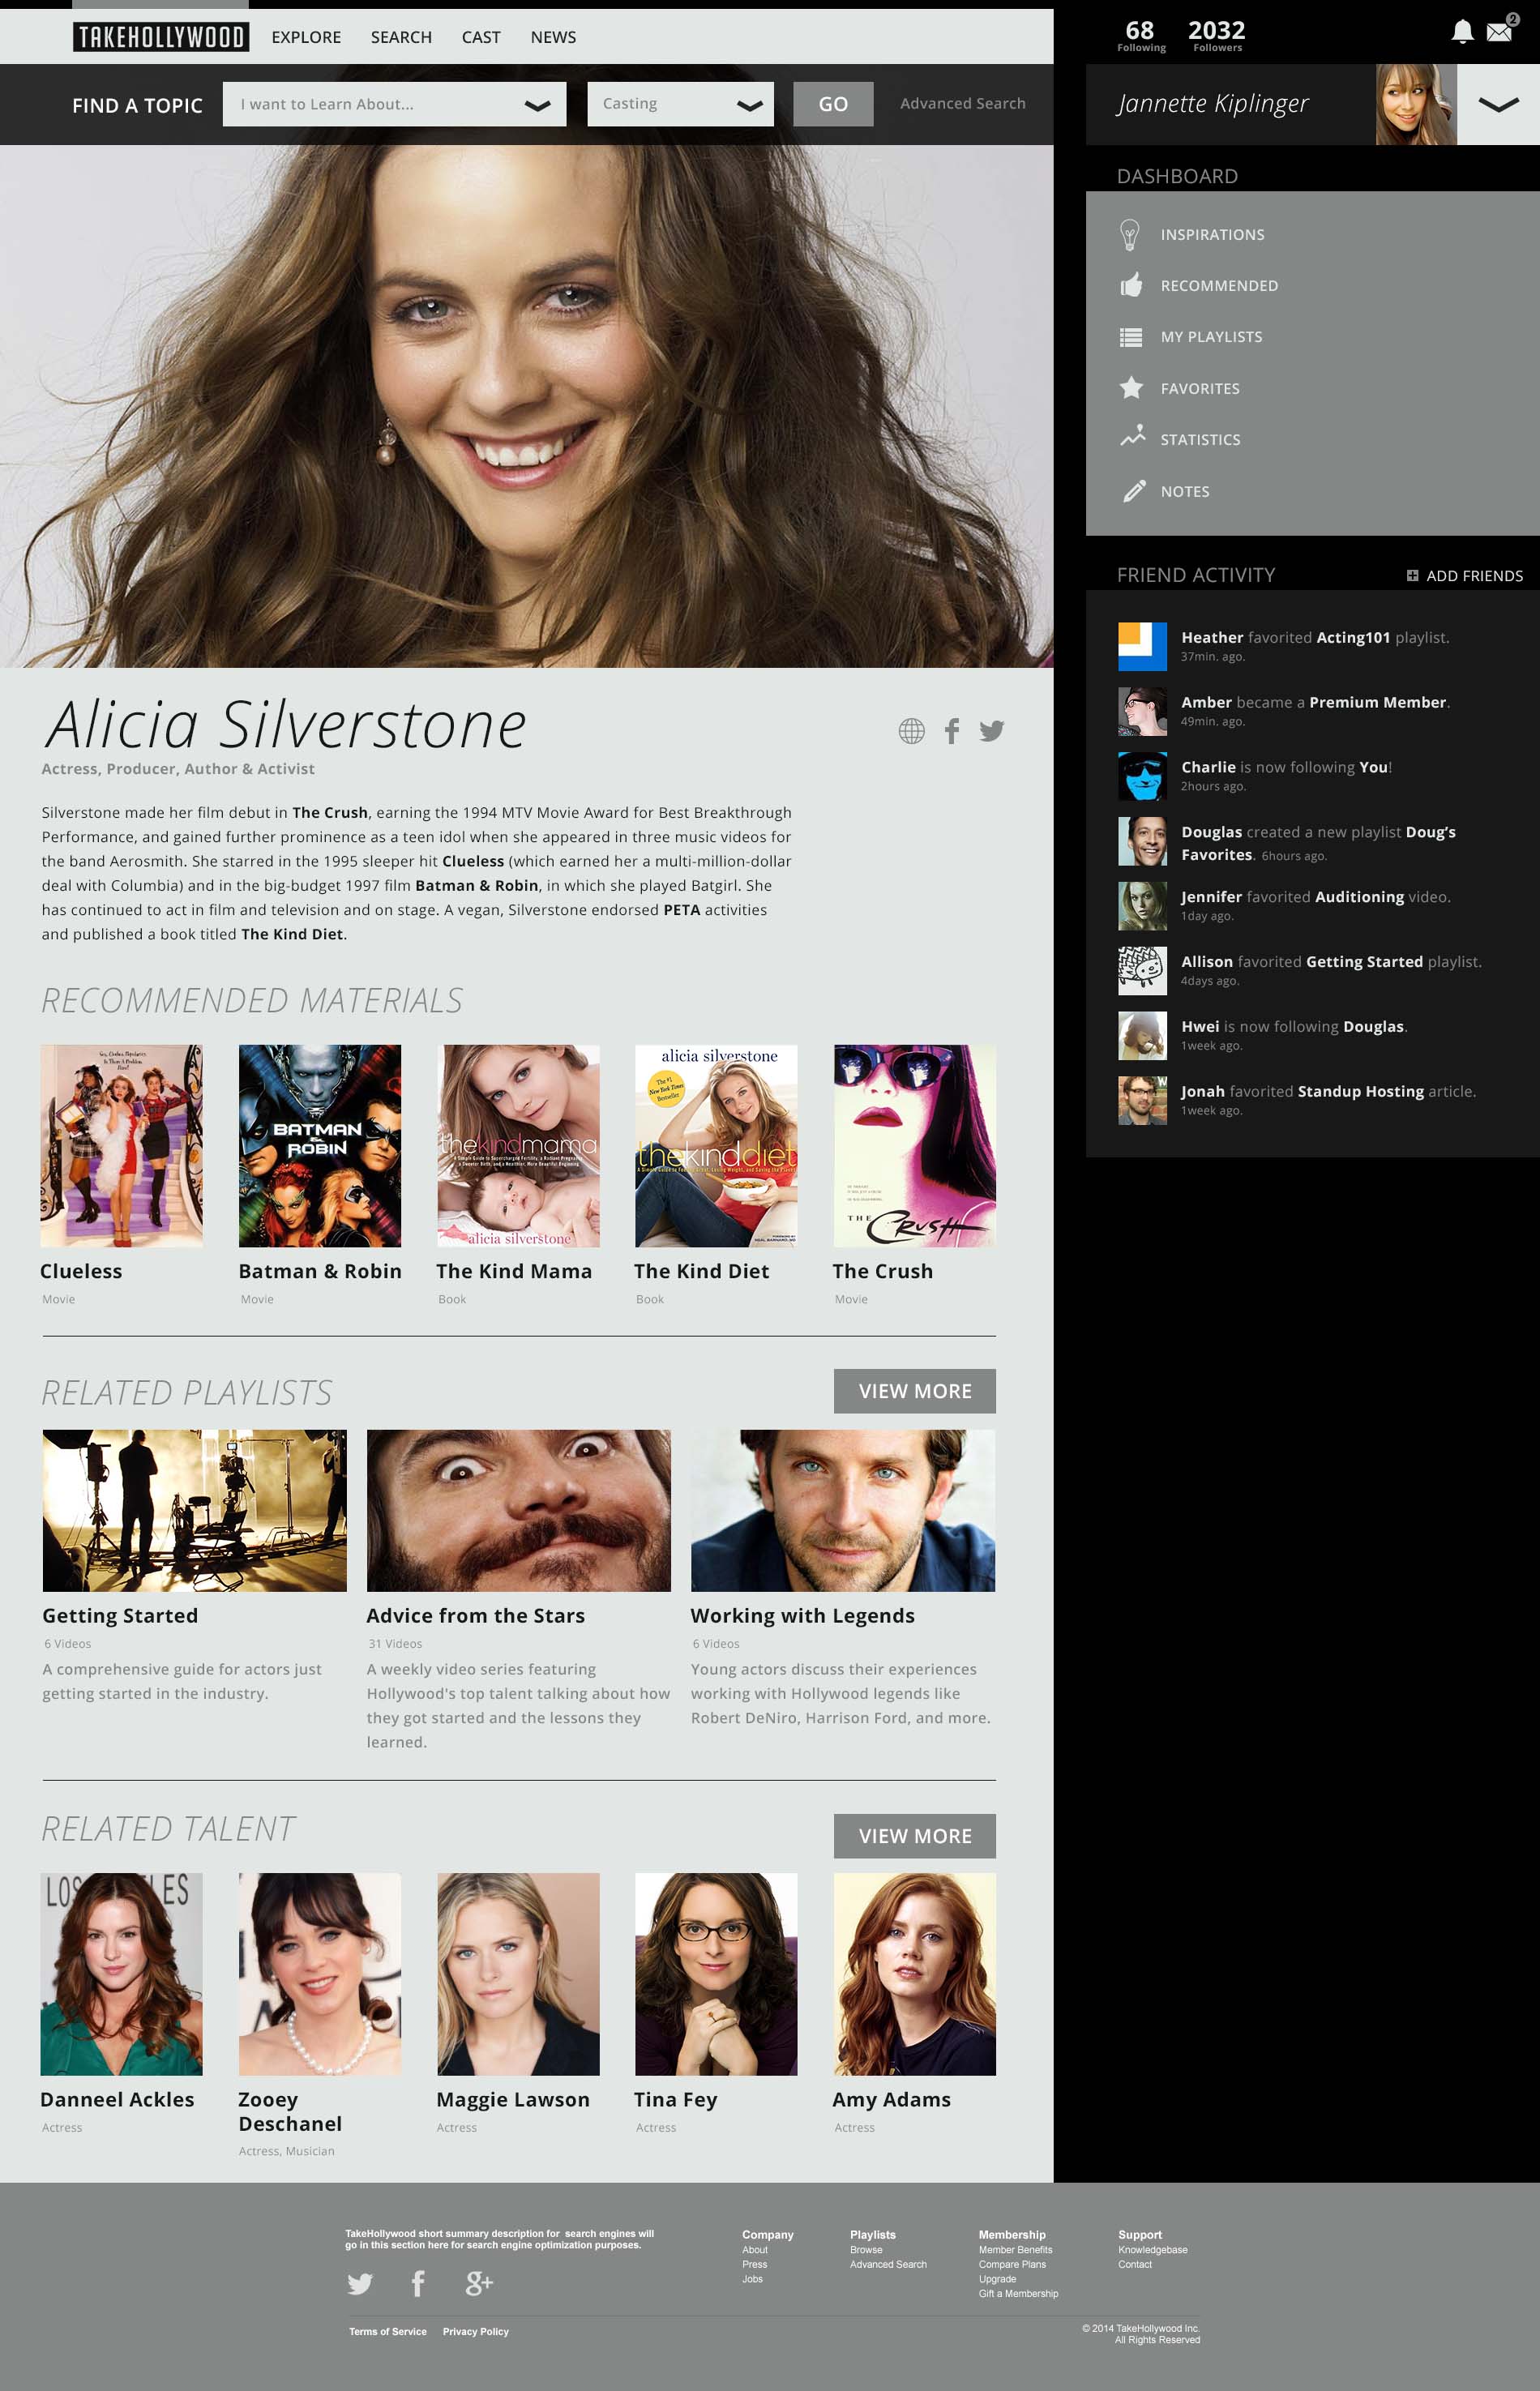 TAKEHOLLYWOOD
EXPLORE SEARCH CAST NEWS
68 2032
Following Followers
2
FIND A TOPIC
I want to Learn About...
Casting
GO
Advanced Search
Jannette Kiplinger
DASHBOARD
INSPIRATIONS
RECOMMENDED
MY PLAYLISTS
FAVORITES
STATISTICS
NOTES
FRIEND ACTIVITY
ADD FRIENDS
Heather favorited Acting101 playlist.
37min. ago.
Amber became a Premium Member.
49min. ago.
Charlie is now following You!
2hours ago.
Douglas created a new playlist Doug's
Favorites. 6hours ago.
Jennifer favorited Auditioning video.
1day ago.
Allison favorited Getting Started playlist.
4days ago.
Hwei is now following Douglas.
1week ago.
Jonah favorited Standup Hosting article.
1week ago.
Alicia Silverstone
Actress, Producer, Author & Activist
Silverstone made her film debut in The Crush, earning the 1994 MTV Movie Award for Best Breakthrough
Performance, and gained further prominence as a teen idol when she appeared in three music videos for
the band Aerosmith. She starred in the 1995 sleeper hit Clueless (which earned her a multi-million-dollar
deal with Columbia) and in the big-budget 1997 film Batman & Robin, in which she played Batgirl. She
has continued to act in film and television and on stage. A vegan, Silverstone endorsed PETA activities
and published a book titled The Kind Diet.
RECOMMENDED MATERIALS
BATMAN
&
ROBIN
thekindmama
alicia silverstone
alicia silverstone
The #1
New York Times
Bestseller
thekinddiet
THE CRUSH
Clueless
Movie
Batman & Robin
Movie
The Kind Mama
Book
The Kind Diet
Book
The Crush
Movie
RELATED PLAYLISTS
VIEW MORE
Getting Started
6 Videos
A comprehensive guide for actors just
getting started in the industry.
Advice from the Stars
31 Videos
A weekly video series featuring
Hollywood's top talent talking about how
they got started and the lessons they
learned.
Working with Legends
6 Videos
Young actors discuss their experiences
working with Hollywood legends like
Robert DeNiro, Harrison Ford, and more.
RELATED TALENT
VIEW MORE
Danneel Ackles
Actress
Zooey
Deschanel
Actress, Musician
Maggie Lawson
Actress
Tina Fey
Actress
Amy Adams
Actress
TakeHollywood short summary description for search engines will
go in this section here for search engine optimization purposes.
Company
About
Press
Jobs
Playlists
Browse
Advanced Search
Membership
Member Benefits
Compare Plans
Upgrade
Gift a Membership
Support
Knowledgebase
Contact
Terms of Service Privacy Policy
© 2014 TakeHollywood Inc.
All Rights Reserved